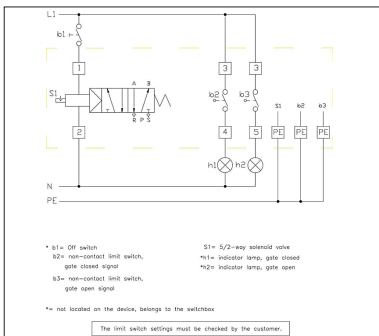 L1
b1
1
3
3
S1
A B
b2
b3
S1 b2 b3
T
T
R P S
2
4
5
PE
PE
PE
h1
h2
N
PE
* b1= Off switch
b2= non-contact limit switch,
gate closed signal
b3= non-contact limit switch,
gate open signal
S1= 5/2-way solenoid valve
*h1= indicator lamp, gate closed
*h2= indicator lamp, gate open
*= not located on the device, belongs to the switchbox
The limit switch settings must be checked by the customer.